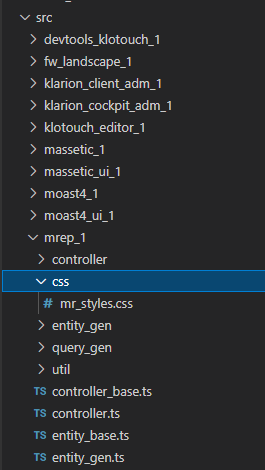 src
devtools_klotouch_1
fw_landscape_1
klarion_client_adm_1
klarion_cockpit_adm_1
klotouch_editor_1
massetic_1
massetic_ui_1
moast4_1
moast4_ui_1
mrep_1
controller
css
# mr_styles.css
entity_gen
query_gen
util
TS controller_base.ts
TS controller.ts
TS entity_base.ts
TS entity_gen.ts